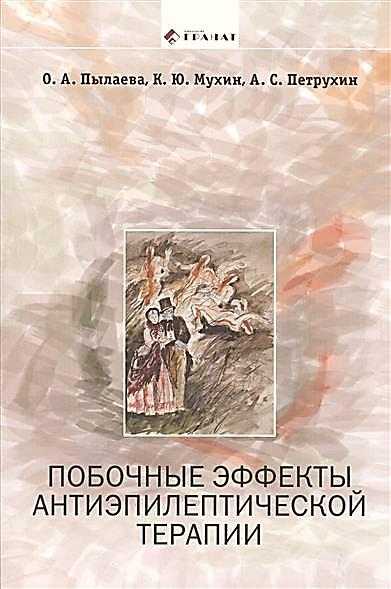 ГРАНАТ
О. А. Пылаева, К. Ю. Мухин, А. С. Петрухин
ПОБОЧНЫЕ ЭФФЕКТЫ
АНТИЭПИЛЕПТИЧЕСКОЙ
ТЕРАПИИ